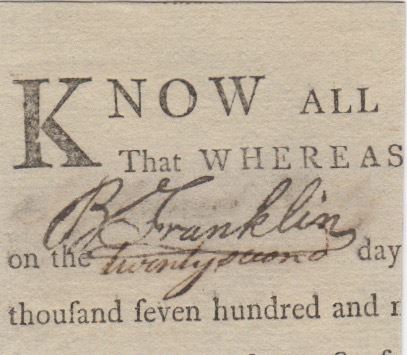 KNOW ALL
That WHEREAS
B. Franklin
on the twentysecond day
thouſand ſeven hundred and